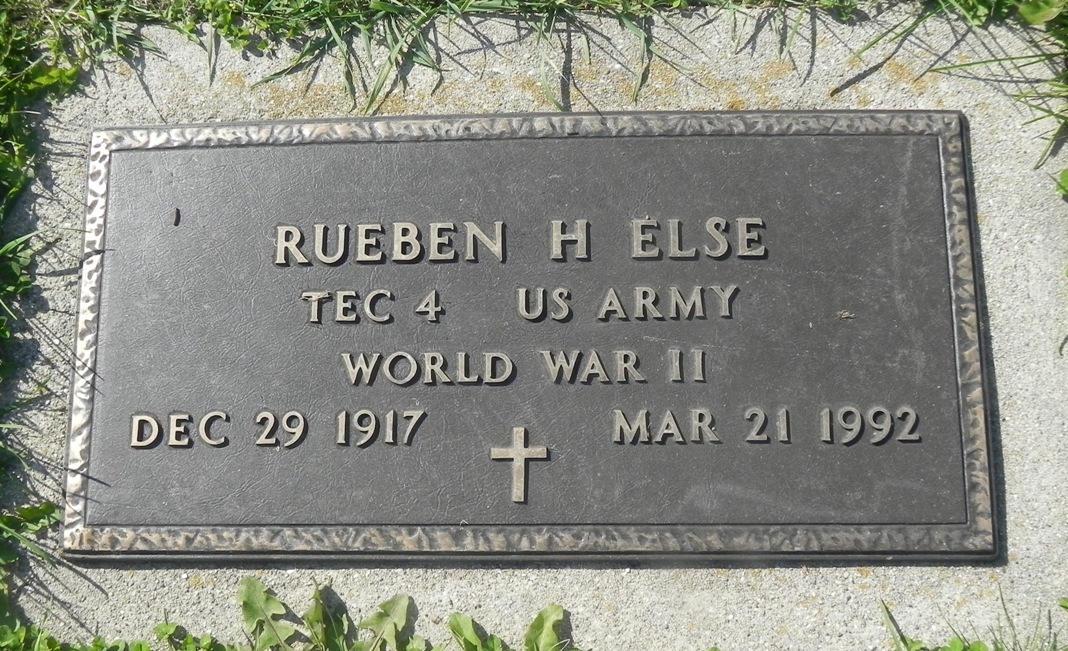 RUEBEN H ELSE
TEC 4 US ARMY
WORLD WAR II
DEC 29 1917 MAR 21 1992